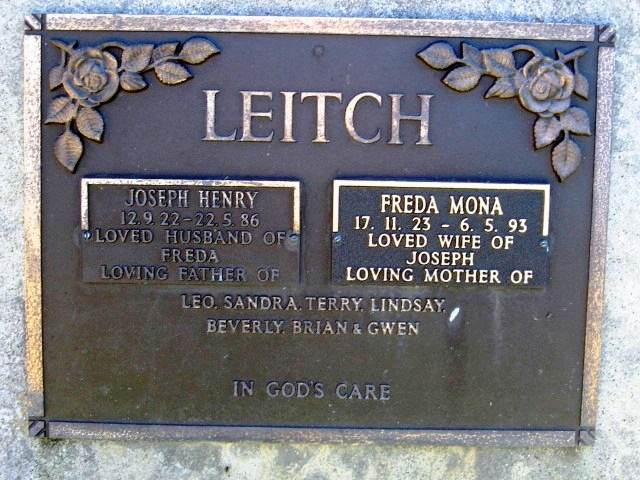 LEITCH
JOSEPH HENRY
12.9.22-22.5.86
LOVED HUSBAND OF
FREDA
LOVING FATHER OF
FREDA MONA
17. 11. 23 - 6. 5. 93
LOVED WIFE OF
JOSEPH
LOVING MOTHER OF
LEO, SANDRA, TERRY, LINDSAY,
BEVERLY, BRIAN & GWEN
IN GOD'S CARE